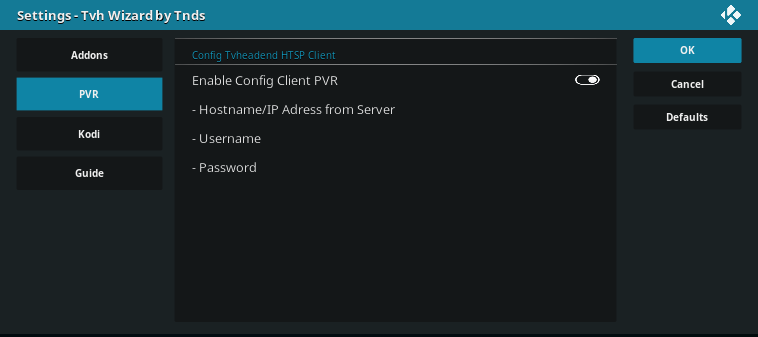 Settings - Tvh Wizard by Tnds
Addons
PVR
Kodi
Guide
Config Tvheadend HTSP Client
Enable Config Client PVR
- Hostname/IP Adress from Server
- Username
- Password
OK
Cancel
Defaults